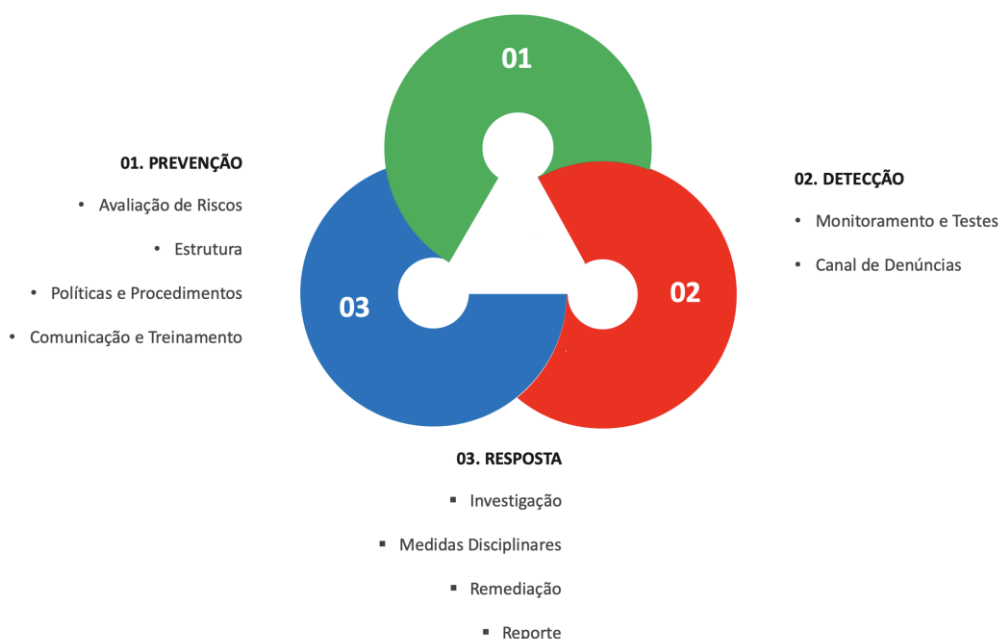 01
01. PREVENÇÃO
• Avaliação de Riscos
• Estrutura
• Políticas e Procedimentos
• Comunicação e Treinamento
02. DETECÇÃO
• Monitoramento e Testes
• Canal de Denúncias
02
03
03. RESPOSTA
▪ Investigação
▪ Medidas Disciplinares
▪ Remediação
▪ Reporte